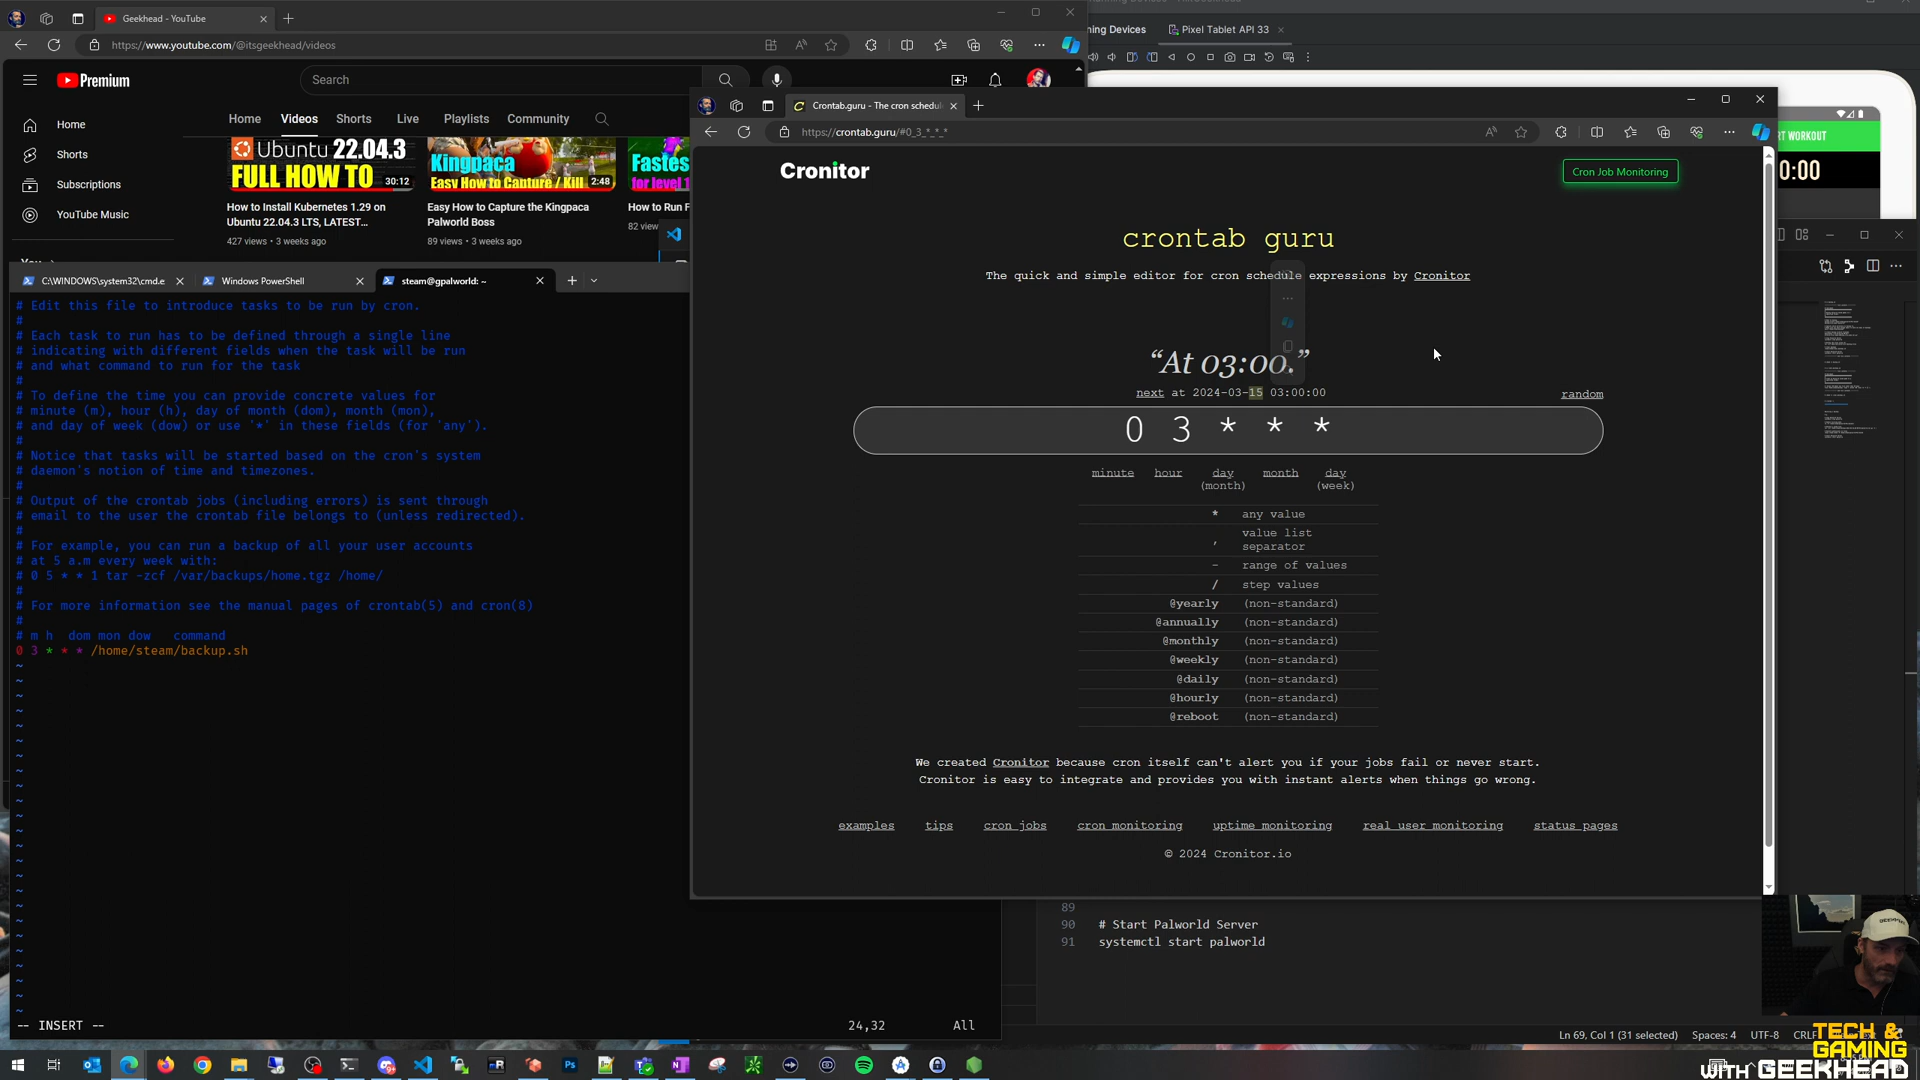 Geekhead - YouTube
https://www.youtube.com/@itsgeekhead/videos
Premium
Search
Home
Videos
Shorts
Live
Playlists
Community
Home
Shorts
Subscriptions
YouTube Music
Ubuntu 22.04.3
FULL HOW TO
30:12
How to Install Kubernetes 1.29 on
Ubuntu 22.04.3 LTS, LATEST...
427 views • 3 weeks ago
Kingpaca
Easy How to Capture / Kill
2:48
Easy How to Capture the Kingpaca
Palworld Boss
89 views • 3 weeks ago
Fastes
for level 1
How to Run F
82 view
ning Devices
Pixel Tablet API 33
START WORKOUT
0:00
C:\WINDOWS\system32\cmd.e
Windows PowerShell
steam@gpalworld: ~
# Edit this file to introduce tasks to be run by cron.
#
# Each task to run has to be defined through a single line
# indicating with different fields when the task will be run
# and what command to run for the task
#
# To define the time you can provide concrete values for
# minute (m), hour (h), day of month (dom), month (mon),
# and day of week (dow) or use '*' in these fields (for 'any').
#
# Notice that tasks will be started based on the cron's system
# daemon's notion of time and timezones.
#
# Output of the crontab jobs (including errors) is sent through
# email to the user the crontab file belongs to (unless redirected).
#
# For example, you can run a backup of all your user accounts
# at 5 a.m every week with:
# 0 5 * * 1 tar -zcf /var/backups/home.tgz /home/
#
# For more information see the manual pages of crontab(5) and cron(8)
#
# m h  dom mon dow   command
0 3 * * * /home/steam/backup.sh
-- INSERT --
24,32
All
Crontab.guru - The cron schedul
https://crontab.guru/#0_3_*_*_*
Cronitor
Cron Job Monitoring
crontab guru
The quick and simple editor for cron schedule expressions by Cronitor
“At 03:00.”
next at 2024-03-15 03:00:00
random
0 3 * * *
minute
hour
day
(month)
month
day
(week)
* any value
, value list
separator
- range of values
/ step values
@yearly (non-standard)
@annually (non-standard)
@monthly (non-standard)
@weekly (non-standard)
@daily (non-standard)
@hourly (non-standard)
@reboot (non-standard)
We created Cronitor because cron itself can't alert you if your jobs fail or never start.
Cronitor is easy to integrate and provides you with instant alerts when things go wrong.
examples
tips
cron jobs
cron monitoring
uptime monitoring
real user monitoring
status pages
© 2024 Cronitor.io
89
90 # Start Palworld Server
91 systemctl start palworld
Ln 69, Col 1 (31 selected)
Spaces: 4
UTF-8
CRLF
TECH &
GAMING
WITH GEEKHEAD